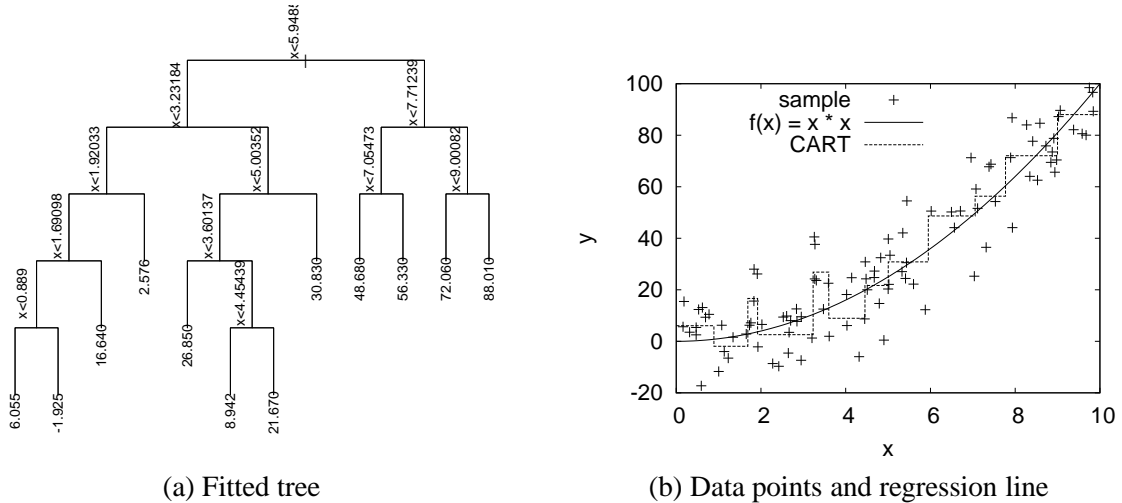 x<5.9485
x<3.23184
x<7.71239
x<1.92033
x<5.00352
x<7.05473
x<9.00082
x<1.69098
x<3.60137
x<0.889
x<4.45439
2.576
30.830
48.680
56.330
72.060
88.010
16.640
26.850
6.055
-1.925
8.942
21.670
(a) Fitted tree
sample
f(x) = x * x
CART
100
80
60
40
20
0
-20
y
0 2 4 6 8 10
x
(b) Data points and regression line